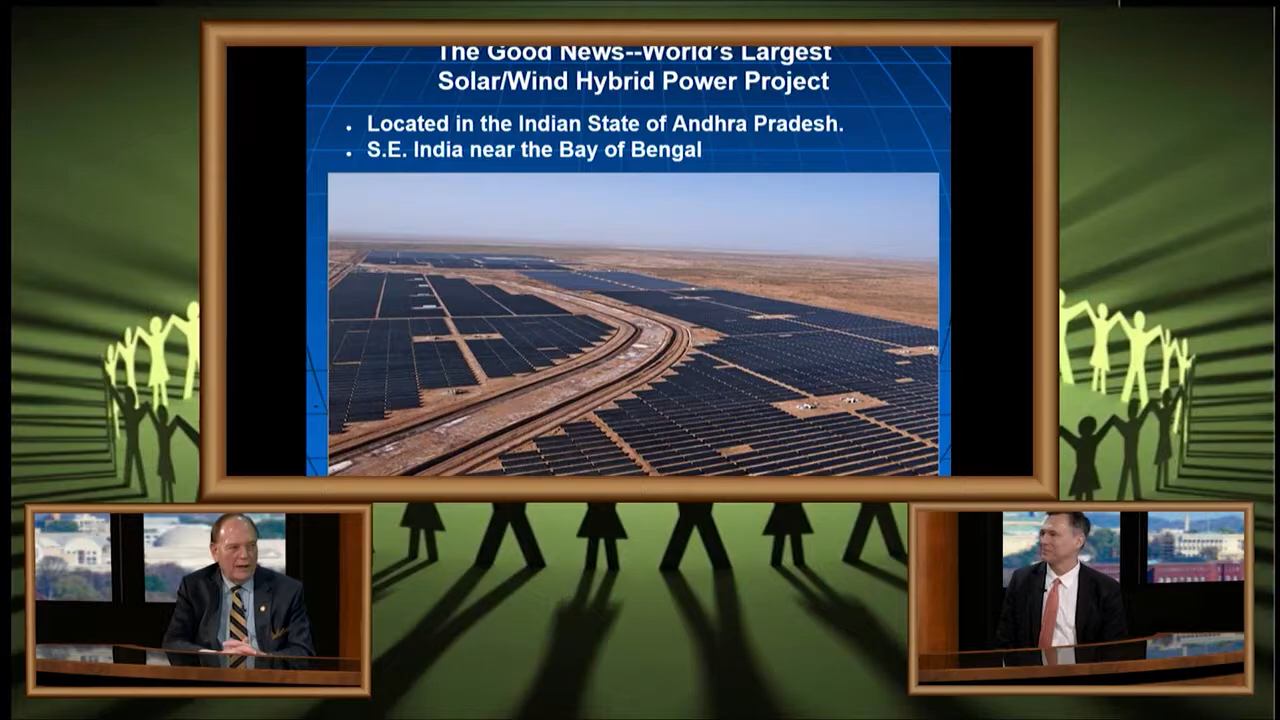 The Good News--World's Largest
Solar/Wind Hybrid Power Project
• Located in the Indian State of Andhra Pradesh.
• S.E. India near the Bay of Bengal